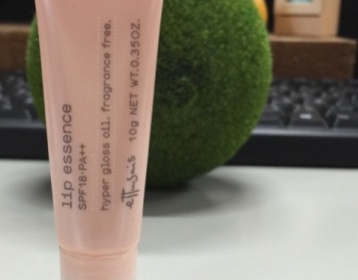 lip essence
SPF18·PA++
hyper gloss oil. fragrance free.
ettusais 10g NET WT.0.35OZ.